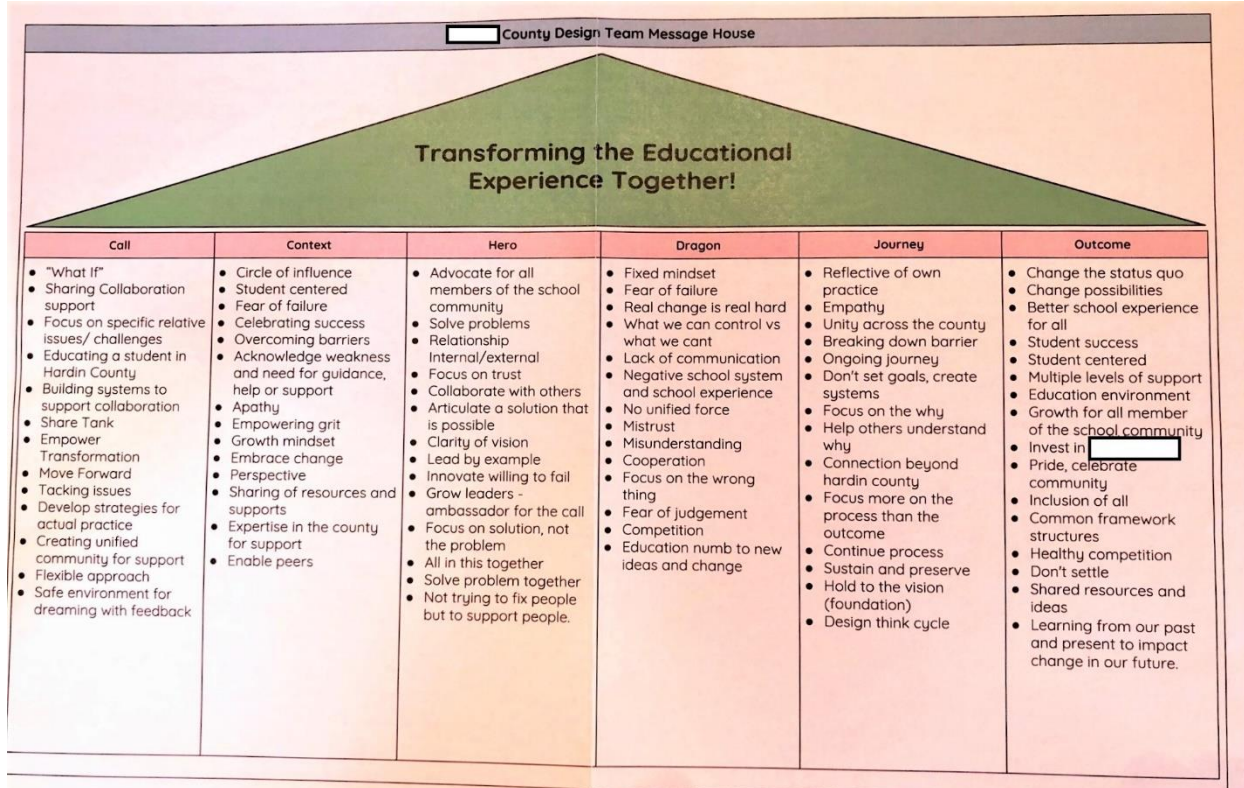 County Design Team Message House
Transforming the Educational
Experience Together!
Call
• "What If"
• Sharing Collaboration
support
• Focus on specific relative
issues/ challenges
• Educating a student in
Hardin County
• Building systems to
support collaboration
• Share Tank
• Empower
Transformation
• Move Forward
• Tacking issues
• Develop strategies for
actual practice
• Creating unified
community for support
• Flexible approach
• Safe environment for
dreaming with feedback
Context
• Circle of influence
• Student centered
• Fear of failure
• Celebrating success
• Overcoming barriers
• Acknowledge weakness
and need for guidance,
help or support
• Apathy
• Empowering grit
• Growth mindset
• Embrace change
• Perspective
• Sharing of resources and
supports
• Expertise in the county
for support
• Enable peers
Hero
• Advocate for all
members of the school
community
• Solve problems
• Relationship
Internal/external
• Focus on trust
• Collaborate with others
• Articulate a solution that
is possible
• Clarity of vision
• Lead by example
• Innovate willing to fail
• Grow leaders -
ambassador for the call
• Focus on solution, not
the problem
• All in this together
• Solve problem together
• Not trying to fix people
but to support people.
Dragon
• Fixed mindset
• Fear of failure
• Real change is real hard
• What we can control vs
what we cant
• Lack of communication
• Negative school system
and school experience
• No unified force
• Mistrust
• Misunderstanding
• Cooperation
• Focus on the wrong
thing
• Fear of judgement
• Competition
• Education numb to new
ideas and change
Journey
• Reflective of own
practice
• Empathy
• Unity across the county
• Breaking down barrier
• Ongoing journey
• Don't set goals, create
systems
• Focus on the why
• Help others understand
why
• Connection beyond
hardin county
• Focus more on the
process than the
outcome
• Continue process
• Sustain and preserve
• Hold to the vision
(foundation)
• Design think cycle
Outcome
• Change the status quo
• Change possibilities
• Better school experience
for all
• Student success
• Student centered
• Multiple levels of support
• Education environment
• Growth for all member
of the school community
• Invest in
• Pride, celebrate
community
• Inclusion of all
• Common framework
structures
• Healthy competition
• Don't settle
• Shared resources and
ideas
• Learning from our past
and present to impact
change in our future.